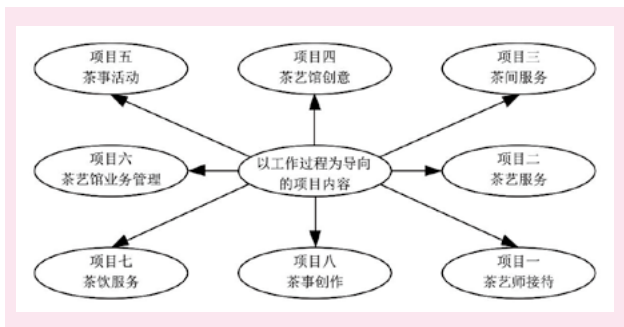 项目五
茶事活动
项目四
茶艺馆创意
项目三
茶间服务
项目六
茶艺馆业务管理
以工作过程为导向
的项目内容
项目二
茶艺服务
项目七
茶饮服务
项目八
茶事创作
项目一
茶艺师接待